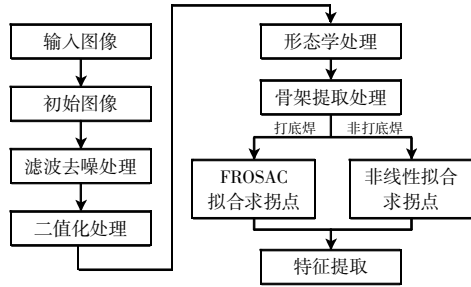 输入图像
初始图像
滤波去噪处理
二值化处理
形态学处理
骨架提取处理
打底焊
非打底焊
FROSAC
拟合求拐点
非线性拟合
求拐点
特征提取